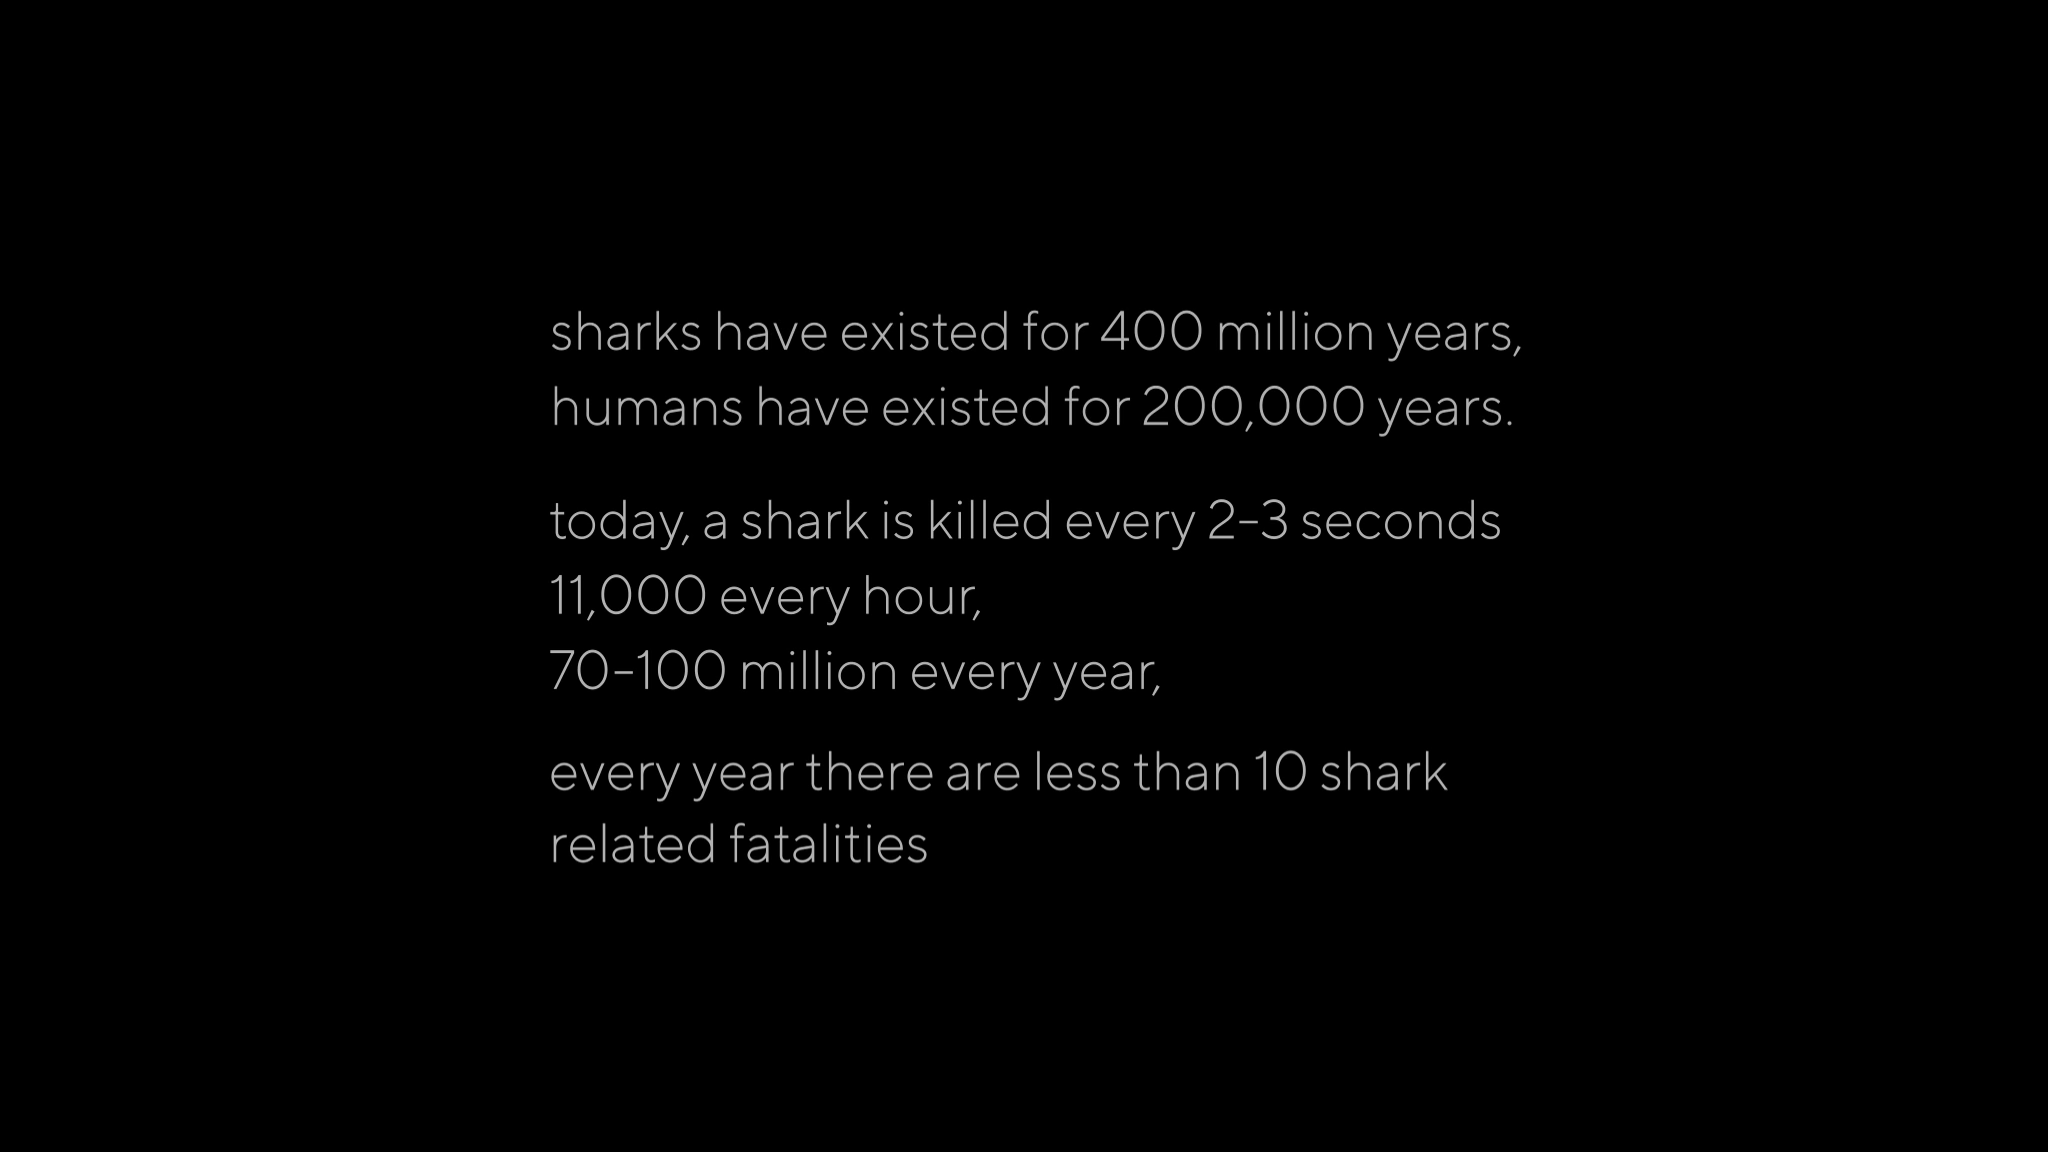 sharks have existed for 400 million years,
humans have existed for 200,000 years.
today, a shark is killed every 2-3 seconds
11,000 every hour,
70-100 million every year,
every year there are less than 10 shark
related fatalities